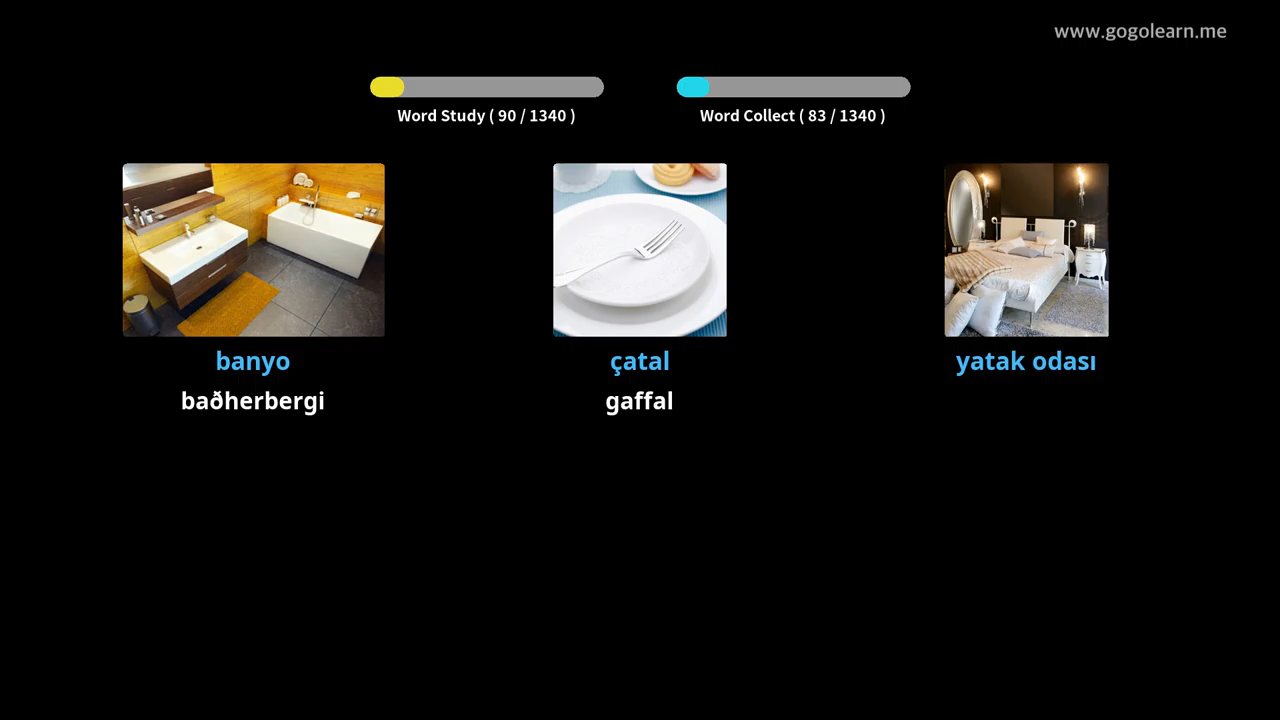 www.gogolearn.me
Word Study ( 90 / 1340 )
Word Collect ( 83 / 1340 )
banyo
çatal
yatak odası
baðherbergi
gaffal